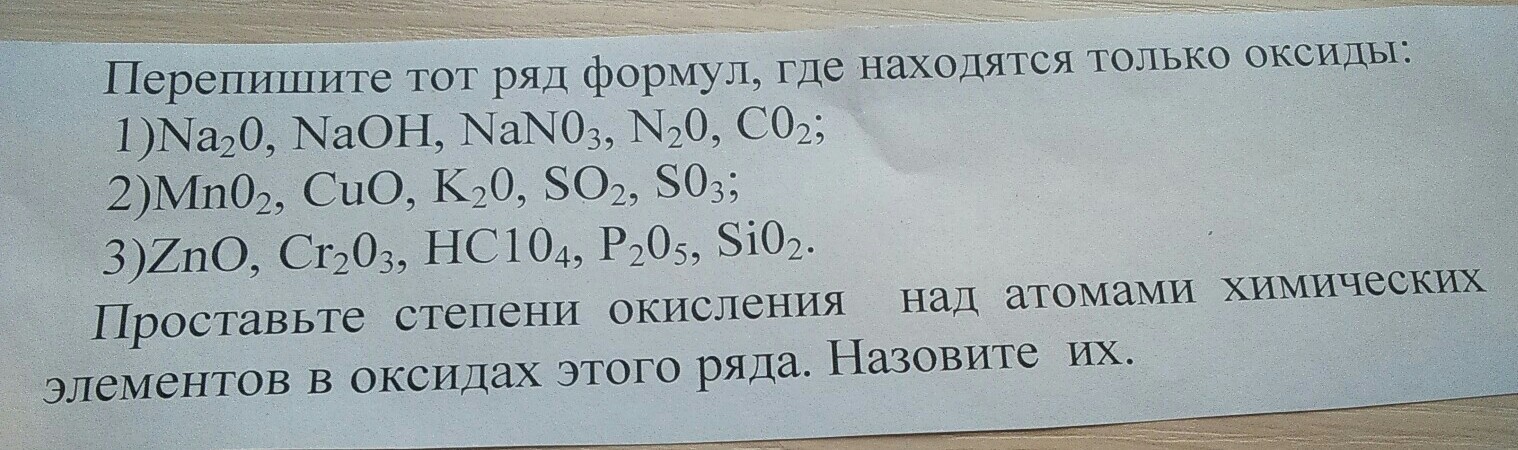 Перепишите тот ряд формул, где находятся только оксиды:
1)Na₂0, NaOH, NaN0₃, N₂0, C0₂;
2)Mn0₂, CuO, K₂0, SO₂, S0₃;
3)ZnO, Cr₂0₃, HC10₄, P₂0₅, Si0₂.
Проставьте степени окисления над атомами химических
элементов в оксидах этого ряда. Назовите их.